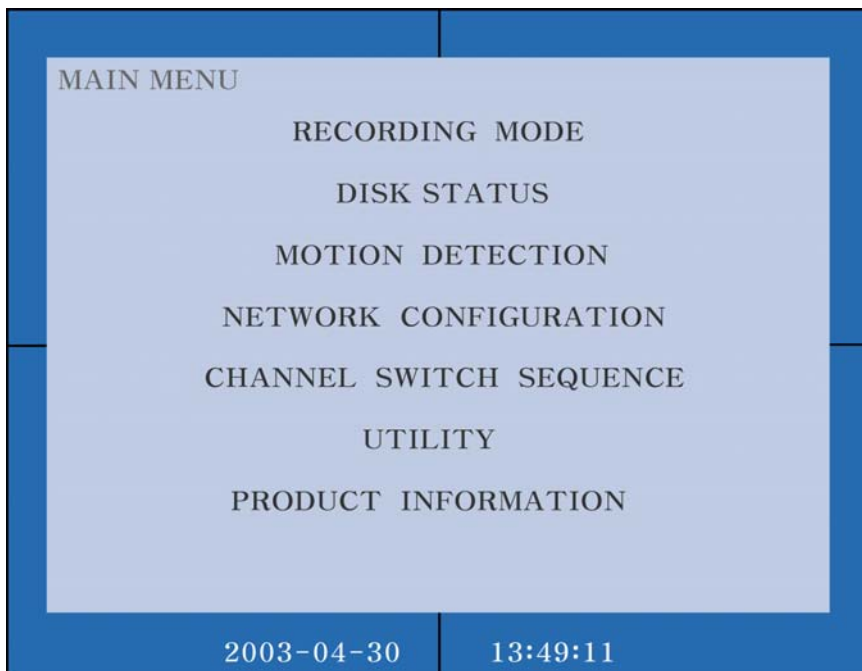 MAIN MENU
RECORDING MODE
DISK STATUS
MOTION DETECTION
NETWORK CONFIGURATION
CHANNEL SWITCH SEQUENCE
UTILITY
PRODUCT INFORMATION
2003-04-30 13:49:11